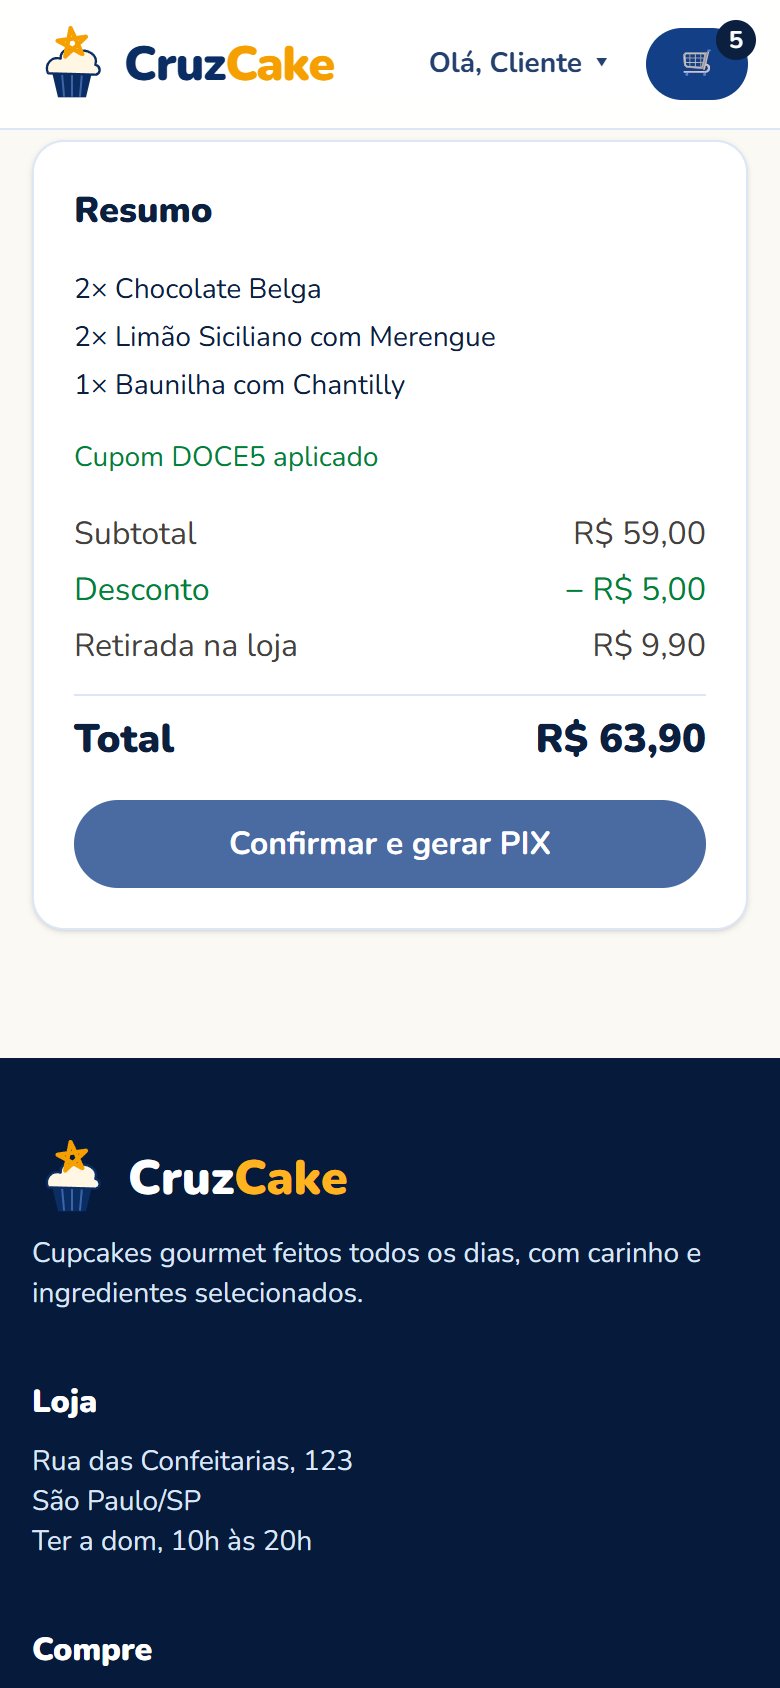 CruzCake
Olá, Cliente ▼
5
Resumo
2× Chocolate Belga
2× Limão Siciliano com Merengue
1× Baunilha com Chantilly
Cupom DOCE5 aplicado
Subtotal R$ 59,00
Desconto − R$ 5,00
Retirada na loja R$ 9,90
Total R$ 63,90
Confirmar e gerar PIX
CruzCake
Cupcakes gourmet feitos todos os dias, com carinho e
ingredientes selecionados.
Loja
Rua das Confeitarias, 123
São Paulo/SP
Ter a dom, 10h às 20h
Compre